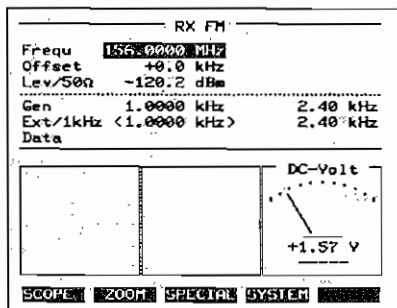 RX FM
Frequ 156.0000 MHz
Offset +0.0 kHz
Lev/50Ω -120.2 dBm
Gen 1.0000 kHz 2.40 kHz
Ext/1kHz (1.0000 kHz) 2.40 kHz
Data
DC-Volt
+1.57 V
SCOPE ZOOM SPECIAL SYSTEM